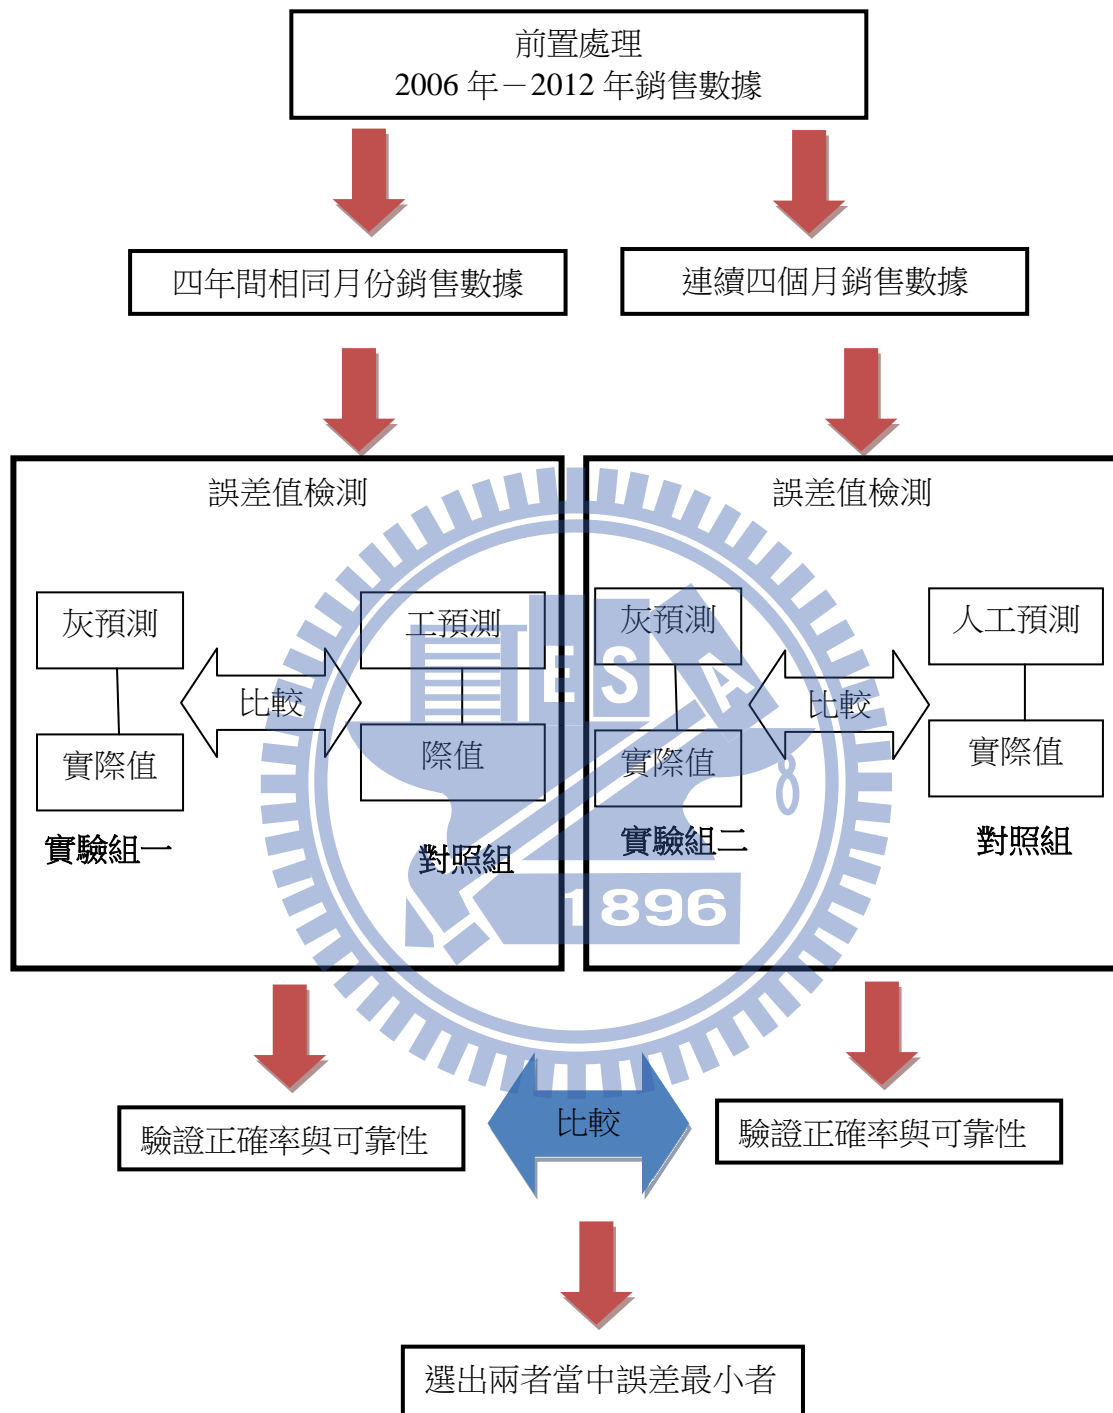 前置處理
2006 年－2012 年銷售數據
四年間相同月份銷售數據
連續四個月銷售數據
誤差值檢測
灰預測
比較
工預測
實際值
際值
實驗組一
對照組
誤差值檢測
灰預測
比較
人工預測
實際值
實際值
實驗組二
對照組
ESA
1896
驗證正確率與可靠性
比較
驗證正確率與可靠性
選出兩者當中誤差最小者